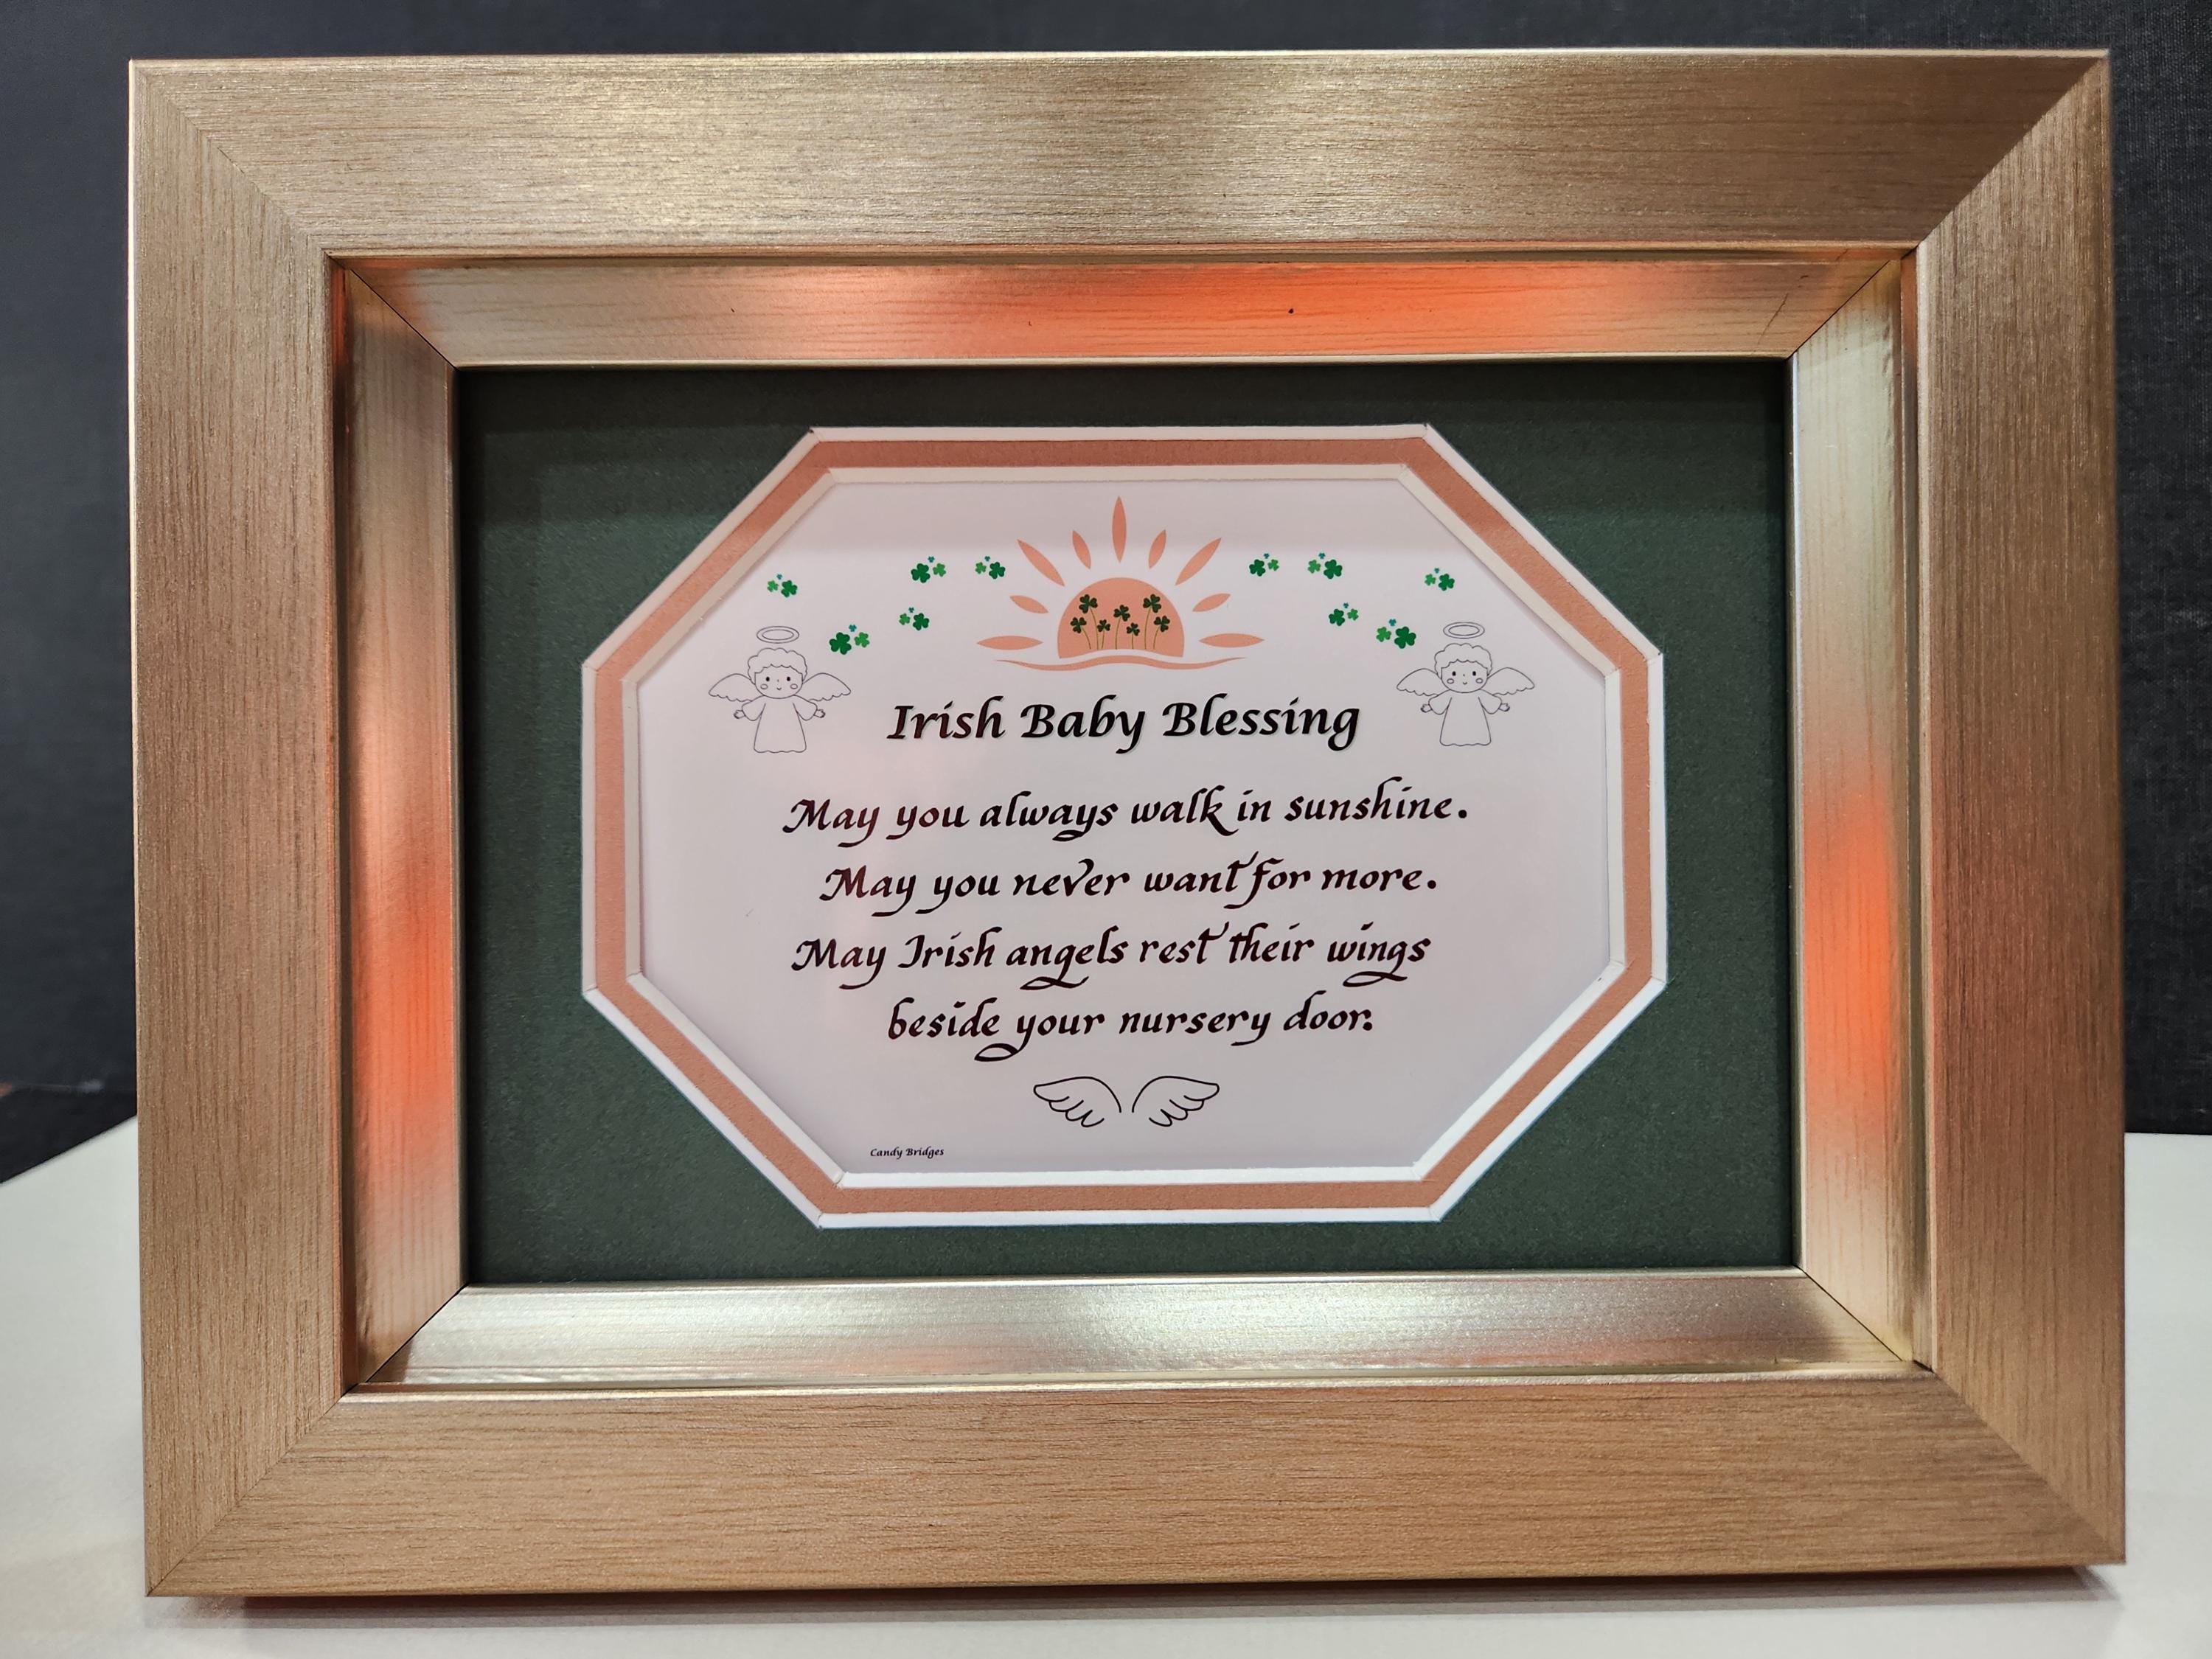 Irish Baby Blessing
May you always walk in sunshine.
May you never want for more.
May Irish angels rest their wings
beside your nursery door.
Candy Bridges